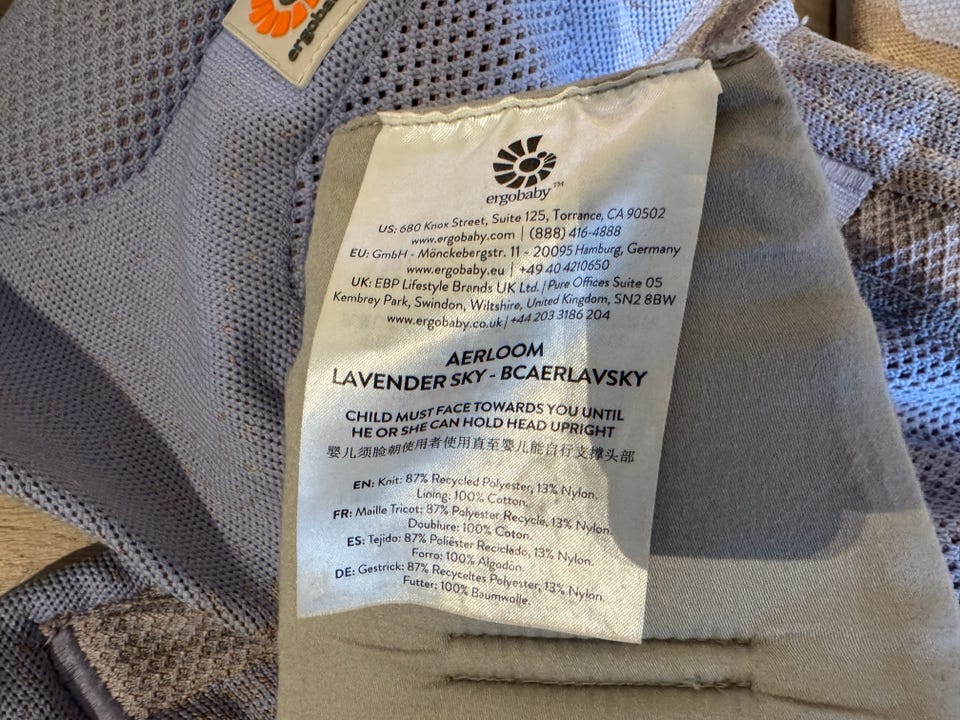 ergobaby
ergobaby™
US: 680 Knox Street, Suite 125, Torrance, CA 90502
www.ergobaby.com | (888) 416-4888
EU: GmbH - Mönckebergstr. 11 - 20095 Hamburg, Germany
www.ergobaby.eu | +49 40 4210650
UK: EBP Lifestyle Brands UK Ltd. | Pure Offices Suite 05
Kembrey Park, Swindon, Wiltshire, United Kingdom, SN2 8BW
www.ergobaby.co.uk | +44 203 3186 204
AERLOOM
LAVENDER SKY - BCAERLAVSKY
CHILD MUST FACE TOWARDS YOU UNTIL
HE OR SHE CAN HOLD HEAD UPRIGHT
婴儿须脸朝使用者使用直至婴儿能自行支撑头部
EN: Knit: 87% Recycled Polyester, 13% Nylon.
Lining: 100% Cotton.
FR: Maille Tricot: 87% Polyester Recyclé, 13% Nylon.
Doublure: 100% Coton.
ES: Tejido: 87% Poliéster Reciclado, 13% Nylon.
Forro: 100% Algodón.
DE: Gestrick: 87% Recyceltes Polyester, 13% Nylon.
Futter: 100% Baumwolle.